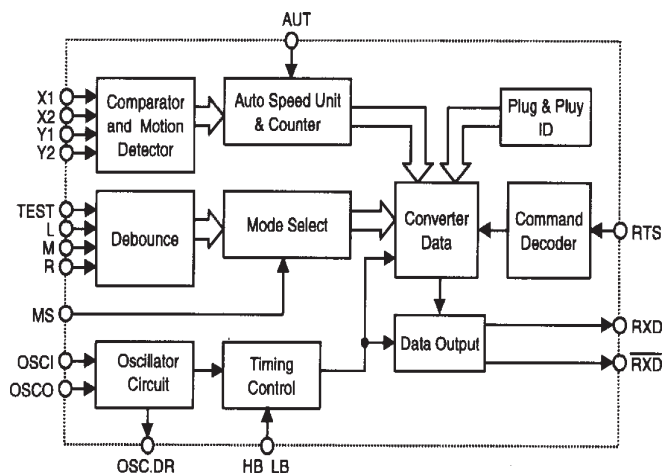 AUT
X1
X2
Y1
Y2
Comparator
and Motion
Detector
Auto Speed Unit
& Counter
Plug & Pluy
ID
TEST
L
M
R
Debounce
Mode Select
Converter
Data
Command
Decoder
RTS
MS
OSCI
OSCO
Oscillator
Circuit
Timing
Control
Data Output
RXD
RXD
OSC.DR
HB LB